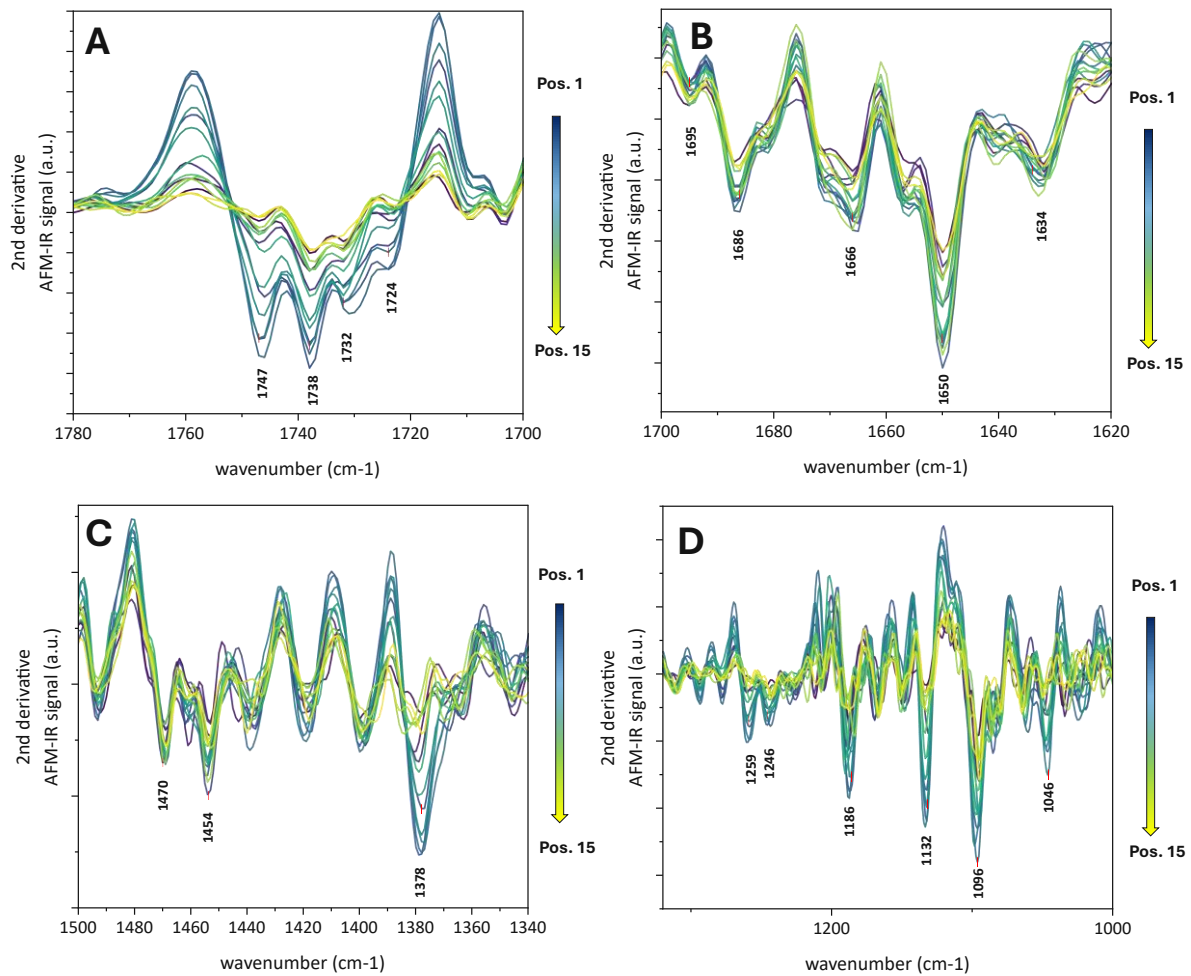 A
2nd derivative
AFM-IR signal (a.u.)
1747
1738
1732
1724
1780
1760
1740
1720
1700
wavenumber (cm-1)
Pos. 1
Pos. 15
B
2nd derivative
AFM-IR signal (a.u.)
1695
1686
1666
1650
1634
1700
1680
1660
1640
1620
wavenumber (cm-1)
Pos. 1
Pos. 15
C
2nd derivative
AFM-IR signal (a.u.)
1470
1454
1378
1500
1480
1460
1440
1420
1400
1380
1360
1340
wavenumber (cm-1)
Pos. 1
Pos. 15
D
2nd derivative
AFM-IR signal (a.u.)
1259
1246
1186
1132
1096
1046
1200
1000
wavenumber (cm-1)
Pos. 1
Pos. 15